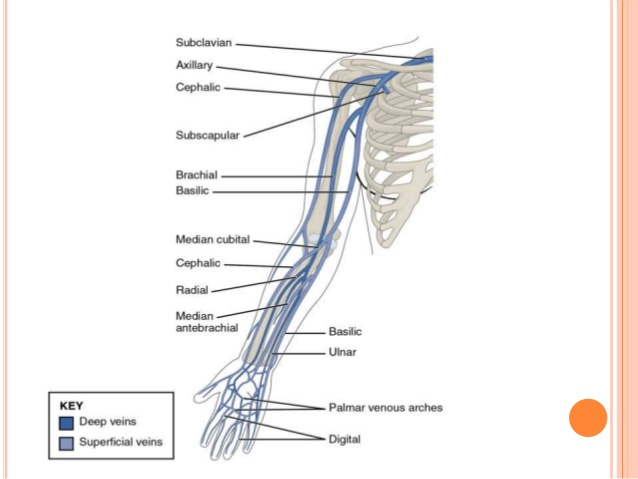 Subclavian
Axillary
Cephalic
Subscapular
Brachial
Basilic
Median cubital
Cephalic
Radial
Median
antebrachial
Basilic
Ulnar
Palmar venous arches
Digital
KEY
Deep veins
Superficial veins